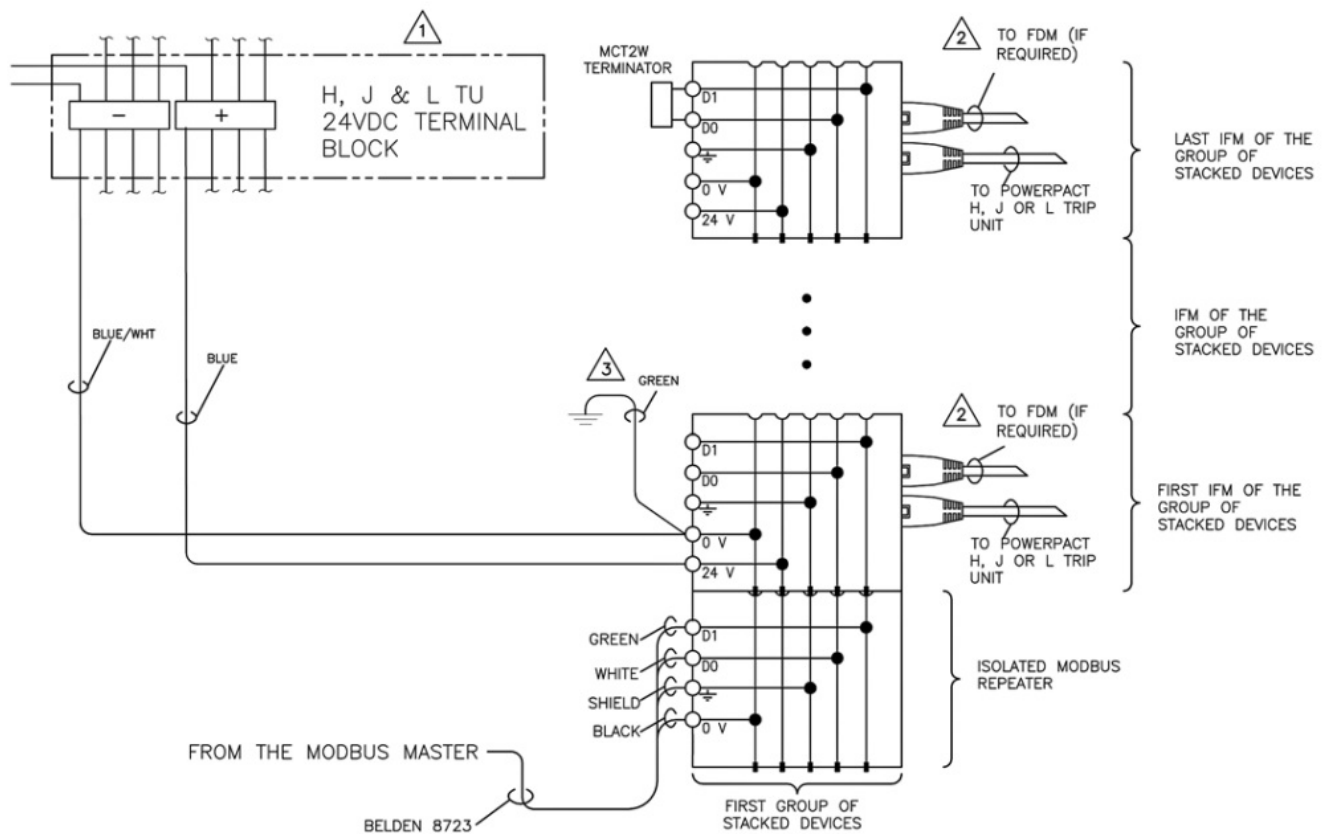 1
H, J & L TU
24VDC TERMINAL
BLOCK
-
+
BLUE/WHT
BLUE
MCT2W
TERMINATOR
D1
D0
0 V
24 V
2
TO FDM (IF
REQUIRED)
TO POWERPACT
H, J OR L TRIP
UNIT
LAST IFM OF THE
GROUP OF
STACKED DEVICES
IFM OF THE
GROUP OF
STACKED DEVICES
3
GREEN
D1
D0
0 V
24 V
2
TO FDM (IF
REQUIRED)
TO POWERPACT
H, J OR L TRIP
UNIT
FIRST IFM OF THE
GROUP OF
STACKED DEVICES
GREEN
WHITE
SHIELD
BLACK
D1
D0
0 V
ISOLATED MODBUS
REPEATER
FROM THE MODBUS MASTER
BELDEN 8723
FIRST GROUP OF
STACKED DEVICES